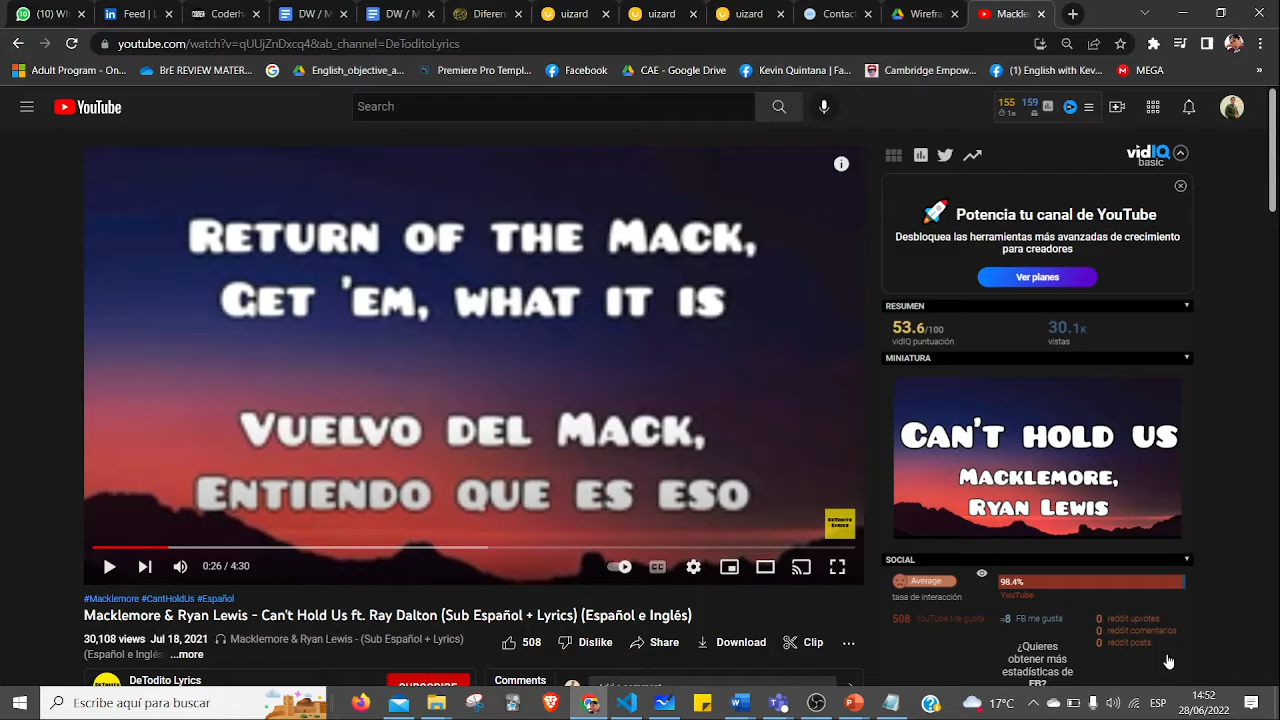 (10) W
Feed | L
Coderh
DW / M
DW / M
Diferen
uizard
uizard
uizard
Contact
Wirefra
Mackle
youtube.com/watch?v=qUUjZnDxcq4&ab_channel=DeToditoLyrics
Adult Program - On...
BrE REVIEW MATER...
English_objective_a...
Premiere Pro Templ...
Facebook
CAE - Google Drive
Kevin Quintana | Fa...
Cambridge Empow...
(1) English with Kev...
MEGA
»
YouTube
Search
155 159
1a
vidIQ
basic
Potencia tu canal de YouTube
Desbloquea las herramientas más avanzadas de crecimiento
para creadores
Ver planes
RESUMEN
53.6/100
vidIQ puntuación
30.1K
vistas
MINIATURA
Can't hold us
Macklemore,
Ryan Lewis
Return of the Mack,
Get 'em, what it is
Vuelvo del Mack,
Entiendo que es eso
DeTodito
Lyrics
0:26 / 4:30
SOCIAL
Average
tasa de interacción
98.4%
YouTube
508 YouTube Me gusta
≈8 FB me gusta
0 reddit upvotes
0 reddit comentarios
0 reddit posts
¿Quieres
obtener más
estadísticas de
FB?
#Macklemore #CantHoldUs #Español
Macklemore & Ryan Lewis - Can't Hold Us ft. Ray Dalton (Sub Español + Lyrics) (Español e Inglés)
30,108 views Jul 18, 2021 Macklemore & Ryan Lewis - (Sub Español + Lyrics)
(Español e Inglés ...more
508
Dislike
Share
Download
Clip
DeTodito Lyrics
SUBSCRIBE
Comments
Escribe aquí para buscar
17°C
ESP
14:52
28/06/2022